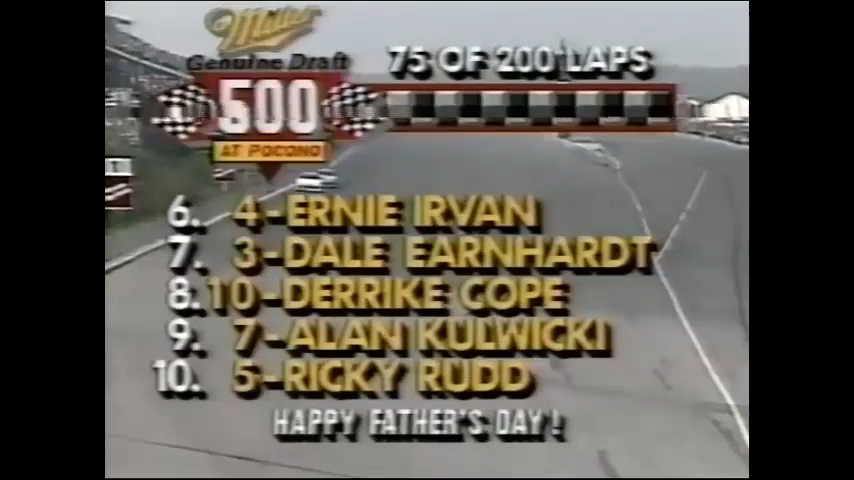 Miller
Genuine Draft
500
AT POCONO
75 OF 200 LAPS
6. 4-ERNIE IRVAN
7. 3-DALE EARNHARDT
8. 10-DERRIKE COPE
9. 7-ALAN KULWICKI
10. 5-RICKY RUDD
HAPPY FATHER'S DAY!